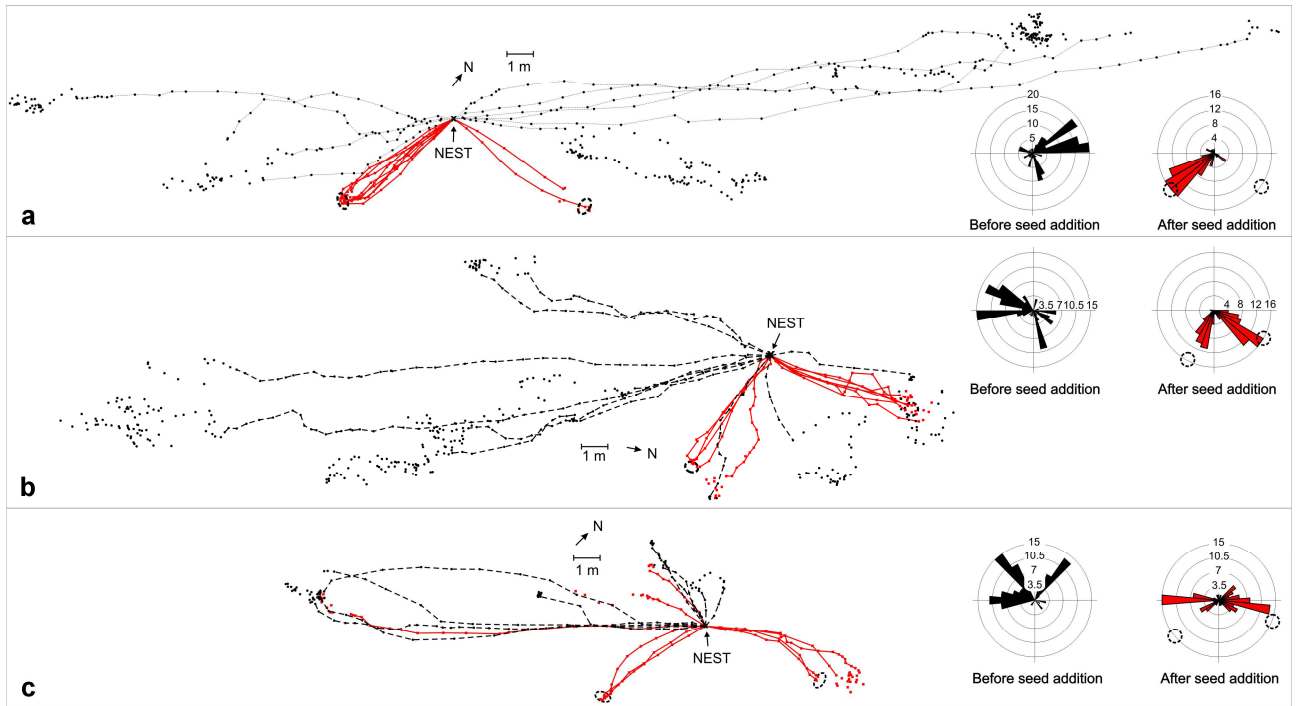 N
1 m
NEST
20
15
10
5
16
12
8
4
Before seed addition
After seed addition
a
NEST
3.5 7 10.5 15
4 8 12 16
Before seed addition
After seed addition
1 m
N
b
N
1 m
NEST
15
10.5
7
3.5
15
10.5
7
3.5
Before seed addition
After seed addition
c